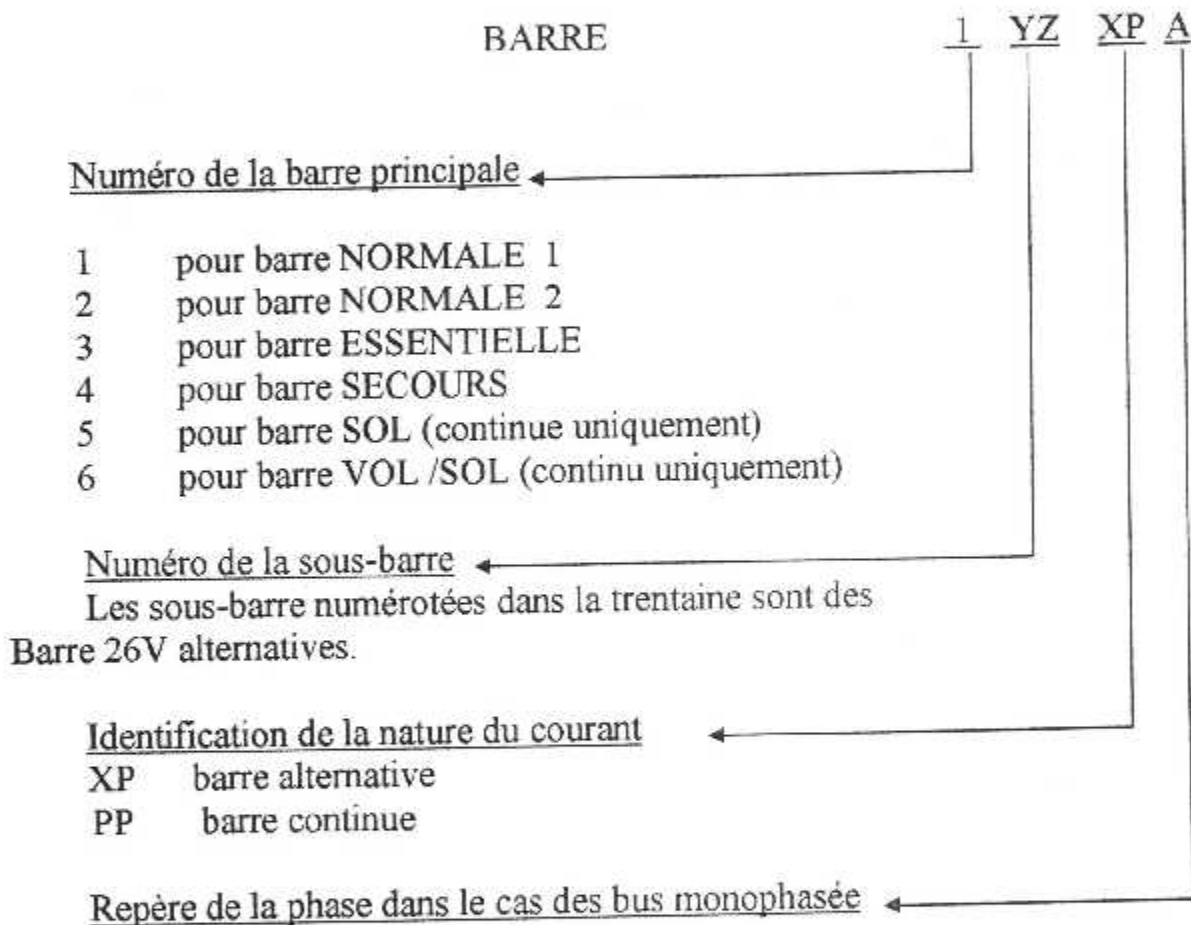 BARRE 1 YZ XP A
Numéro de la barre principale
1 pour barre NORMALE 1
2 pour barre NORMALE 2
3 pour barre ESSENTIELLE
4 pour barre SECOURS
5 pour barre SOL (continue uniquement)
6 pour barre VOL /SOL (continu uniquement)
Numéro de la sous-barre
Les sous-barre numérotées dans la trentaine sont des
Barre 26V alternatives.
Identification de la nature du courant
XP barre alternative
PP barre continue
Repère de la phase dans le cas des bus monophasée